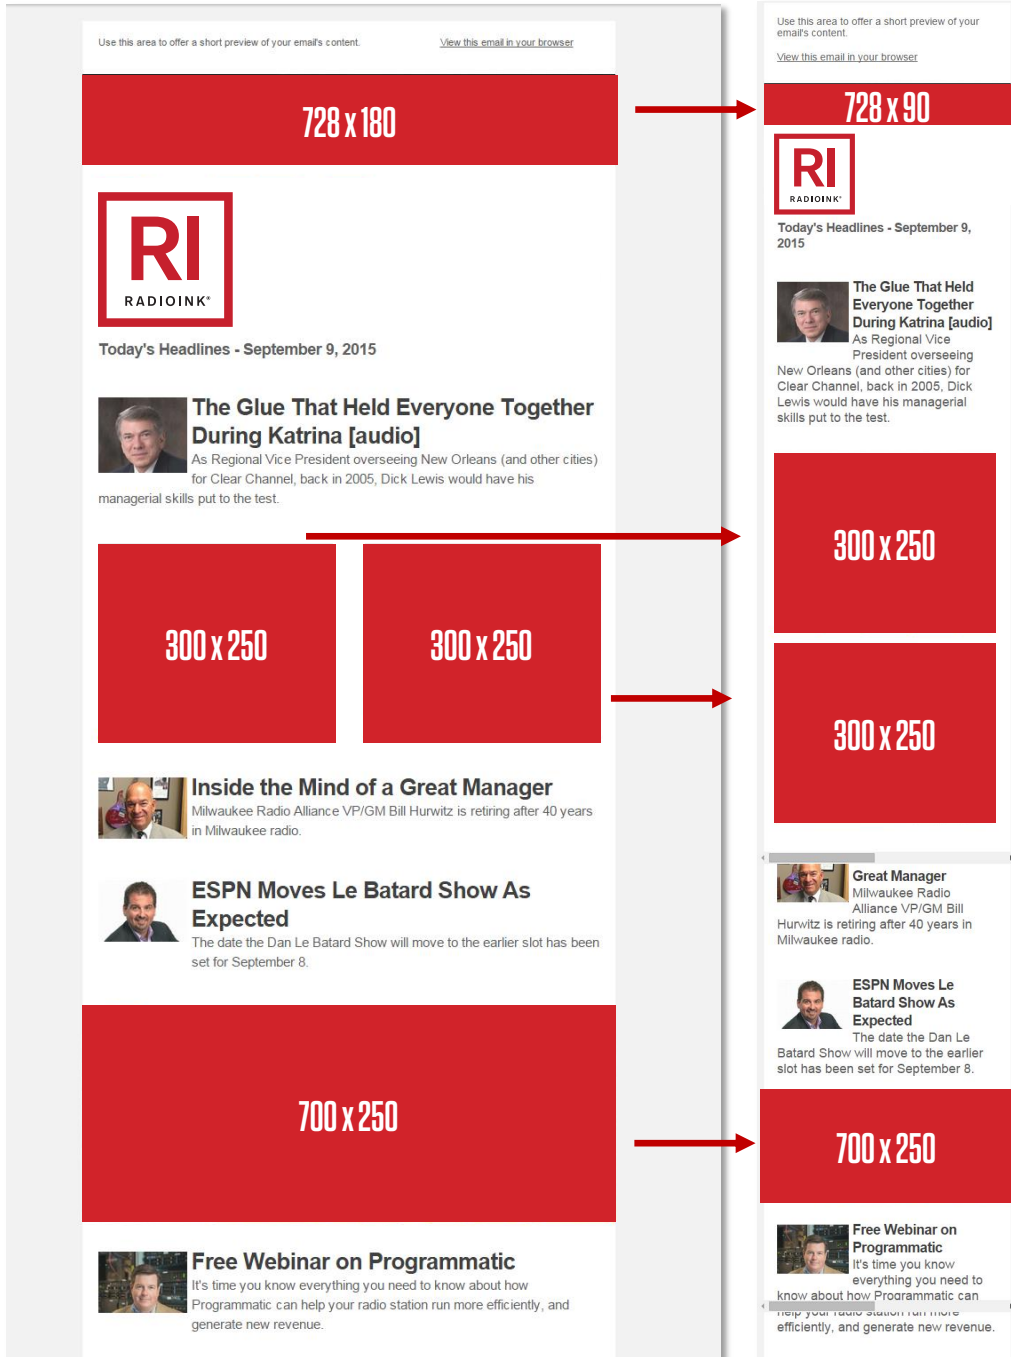 Use this area to offer a short preview of your email's content.
View this email in your browser
728 x 180
RI
RADIOINK®
Today's Headlines - September 9, 2015
The Glue That Held Everyone Together
During Katrina [audio]
As Regional Vice President overseeing New Orleans (and other cities)
for Clear Channel, back in 2005, Dick Lewis would have his
managerial skills put to the test.
300 x 250
300 x 250
Inside the Mind of a Great Manager
Milwaukee Radio Alliance VP/GM Bill Hurwitz is retiring after 40 years
in Milwaukee radio.
ESPN Moves Le Batard Show As
Expected
The date the Dan Le Batard Show will move to the earlier slot has been
set for September 8.
700 x 250
Free Webinar on Programmatic
It's time you know everything you need to know about how
Programmatic can help your radio station run more efficiently, and
generate new revenue.
Use this area to offer a short preview of your
email's content.
View this email in your browser
728 x 90
RI
RADIOINK®
Today's Headlines - September 9,
2015
The Glue That Held
Everyone Together
During Katrina [audio]
As Regional Vice
President overseeing
New Orleans (and other cities) for
Clear Channel, back in 2005, Dick
Lewis would have his managerial
skills put to the test.
300 x 250
300 x 250
Great Manager
Milwaukee Radio
Alliance VP/GM Bill
Hurwitz is retiring after 40 years in
Milwaukee radio.
ESPN Moves Le
Batard Show As
Expected
The date the Dan Le
Batard Show will move to the earlier
slot has been set for September 8.
700 x 250
Free Webinar on
Programmatic
It's time you know
everything you need to
know about how Programmatic can
help your radio station run more
efficiently, and generate new revenue.